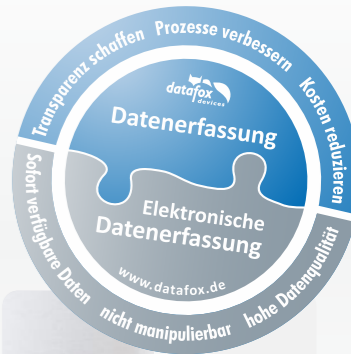 Transparenz schaffen
Prozesse verbessern
Kosten reduzieren
datafox
devices
Datenerfassung
Elektronische
Datenerfassung
www.datafox.de
Sofort verfügbare Daten
nicht manipulierbar
hohe Datenqualität